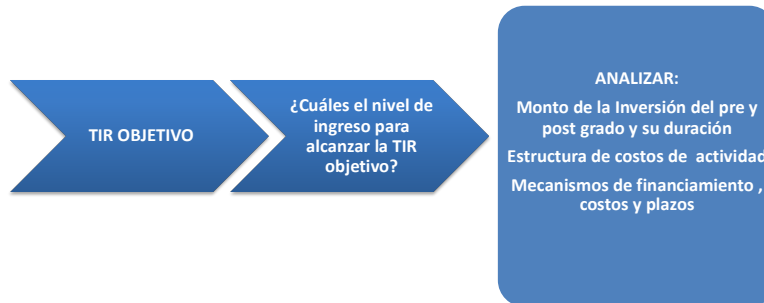 TIR OBJETIVO
¿Cuáles el nivel de
ingreso para
alcanzar la TIR
objetivo?
ANALIZAR:
Monto de la Inversión del pre y
post grado y su duración
Estructura de costos de actividad
Mecanismos de financiamiento ,
costos y plazos